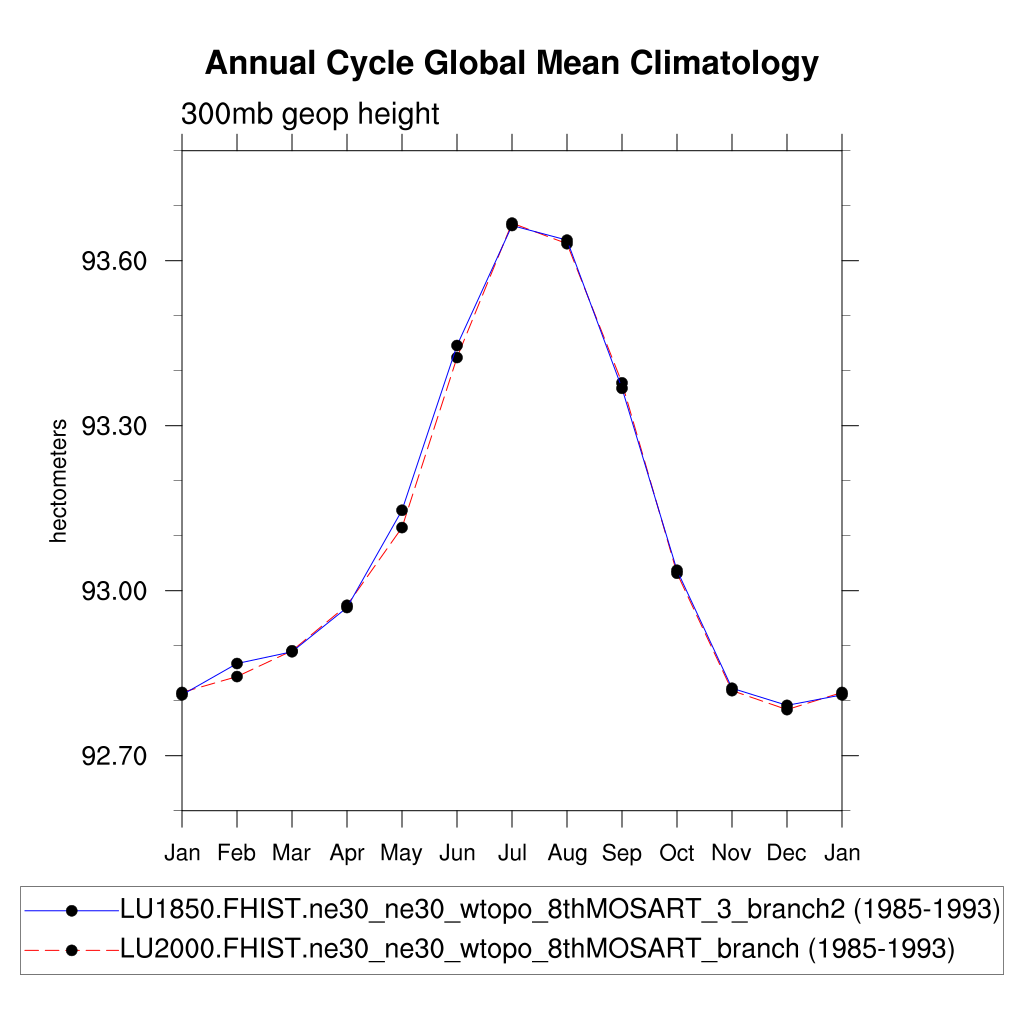 Annual Cycle Global Mean Climatology
300mb geop height
93.60
93.30
93.00
92.70
hectometers
Jan Feb Mar Apr May Jun Jul Aug Sep Oct Nov Dec Jan
LU1850.FHIST.ne30_ne30_wtopo_8thMOSART_3_branch2 (1985-1993)
LU2000.FHIST.ne30_ne30_wtopo_8thMOSART_branch (1985-1993)